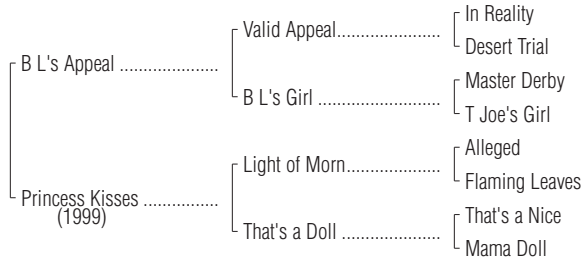 In Reality
Valid Appeal..................
Desert Trial
B L's Appeal .................
Master Derby
B L's Girl .....................
T Joe's Girl
Alleged
Light of Morn................
Flaming Leaves
Princess Kisses .............
(1999)
That's a Nice
That's a Doll .................
Mama Doll